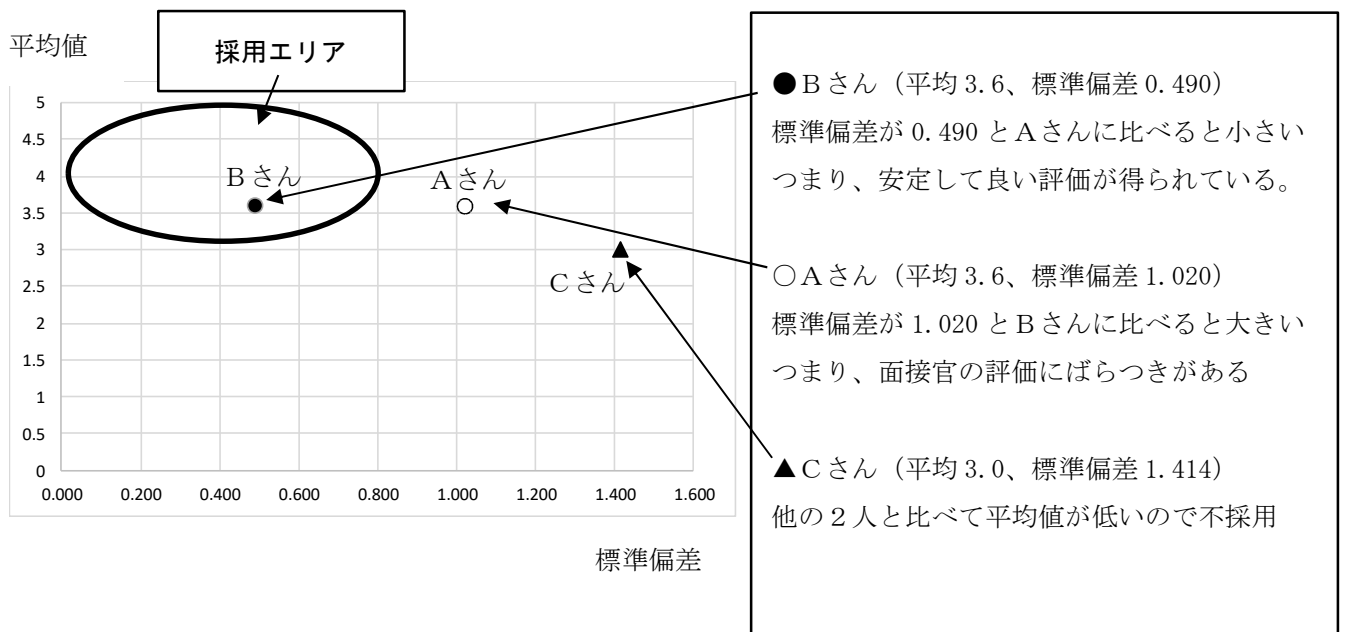 平均値
採用エリア
5
4.5
4
3.5
3
2.5
2
1.5
1
0.5
0
0.000 0.200 0.400 0.600 0.800 1.000 1.200 1.400 1.600
Bさん
Aさん
Cさん
標準偏差
●Bさん（平均 3.6、標準偏差 0.490）
標準偏差が 0.490 とAさんに比べると小さい
つまり、安定して良い評価が得られている。
○Aさん（平均 3.6、標準偏差 1.020）
標準偏差が 1.020 とBさんに比べると大きい
つまり、面接官の評価にばらつきがある
▲Cさん（平均 3.0、標準偏差 1.414）
他の２人と比べて平均値が低いので不採用